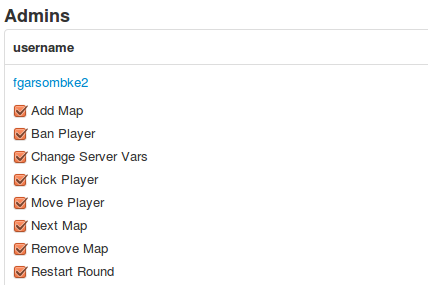 Admins
username
fgarsombke2
Add Map
Ban Player
Change Server Vars
Kick Player
Move Player
Next Map
Remove Map
Restart Round